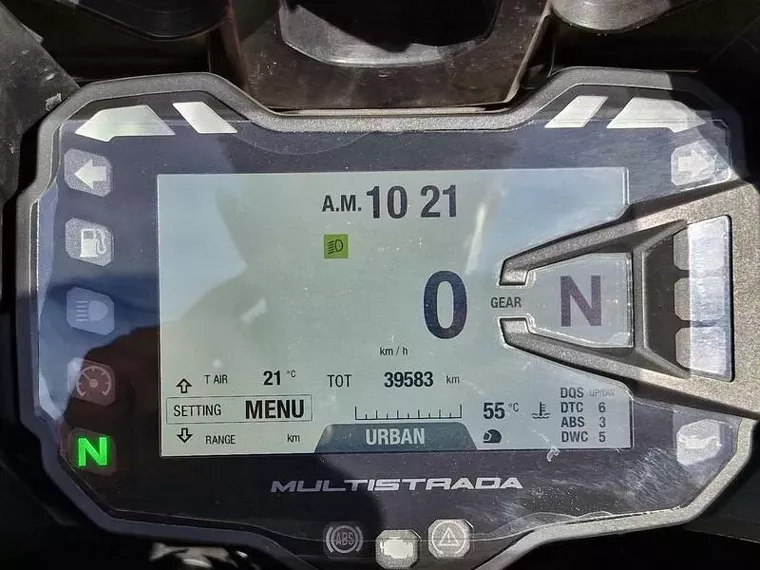 A.M. 10 21
0
GEAR
N
km / h
T AIR 21 °C
TOT 39583 km
SETTING MENU
RANGE km
URBAN
55 °C
DQS UP/DW
DTC 6
ABS 3
DWC 5
N
MULTISTRADA
ABS